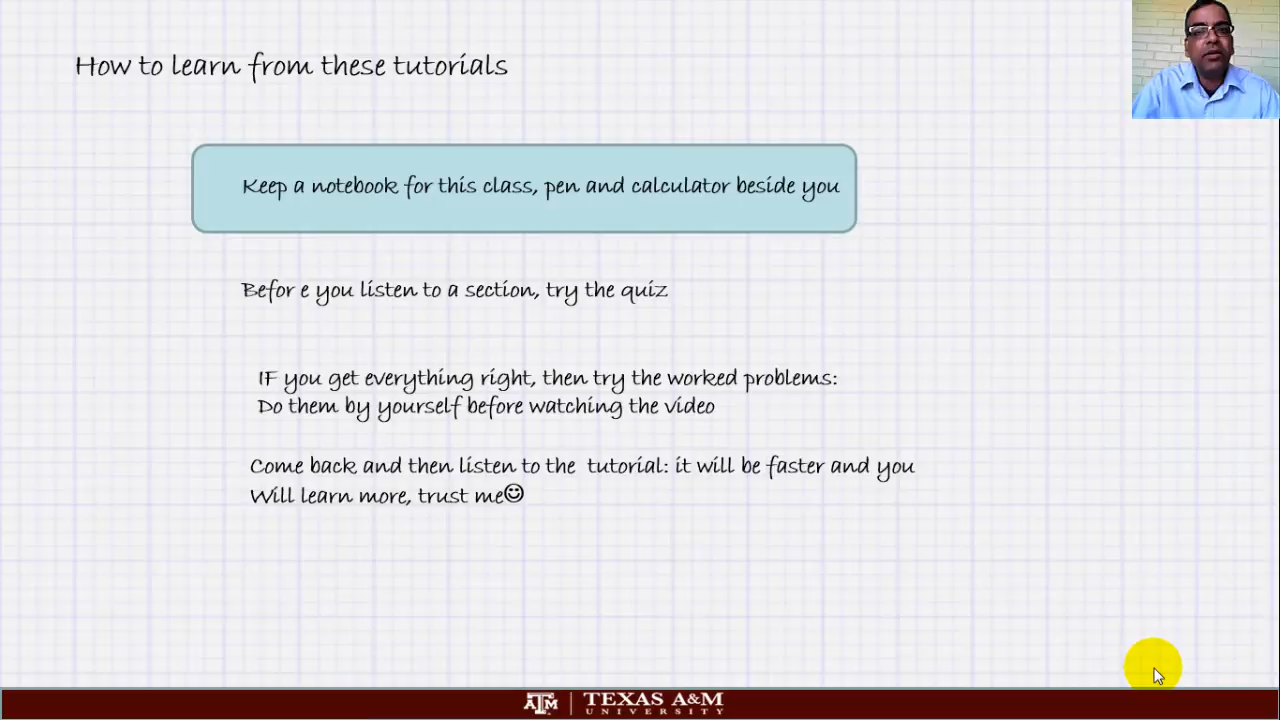 How to learn from these tutorials
Keep a notebook for this class, pen and calculator beside you
Befor e you listen to a section, try the quiz
IF you get everything right, then try the worked problems:
Do them by yourself before watching the video
Come back and then listen to the tutorial: it will be faster and you
Will learn more, trust me☺
ATM | TEXAS A&M
UNIVERSITY